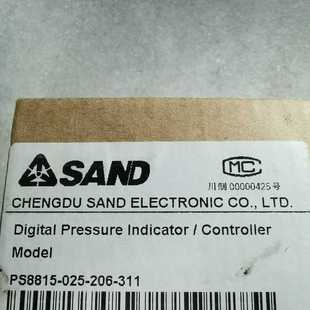 SAND
MC
川制00000425号
CHENGDU SAND ELECTRONIC CO., LTD.
Digital Pressure Indicator / Controller
Model
PS8815-025-206-311